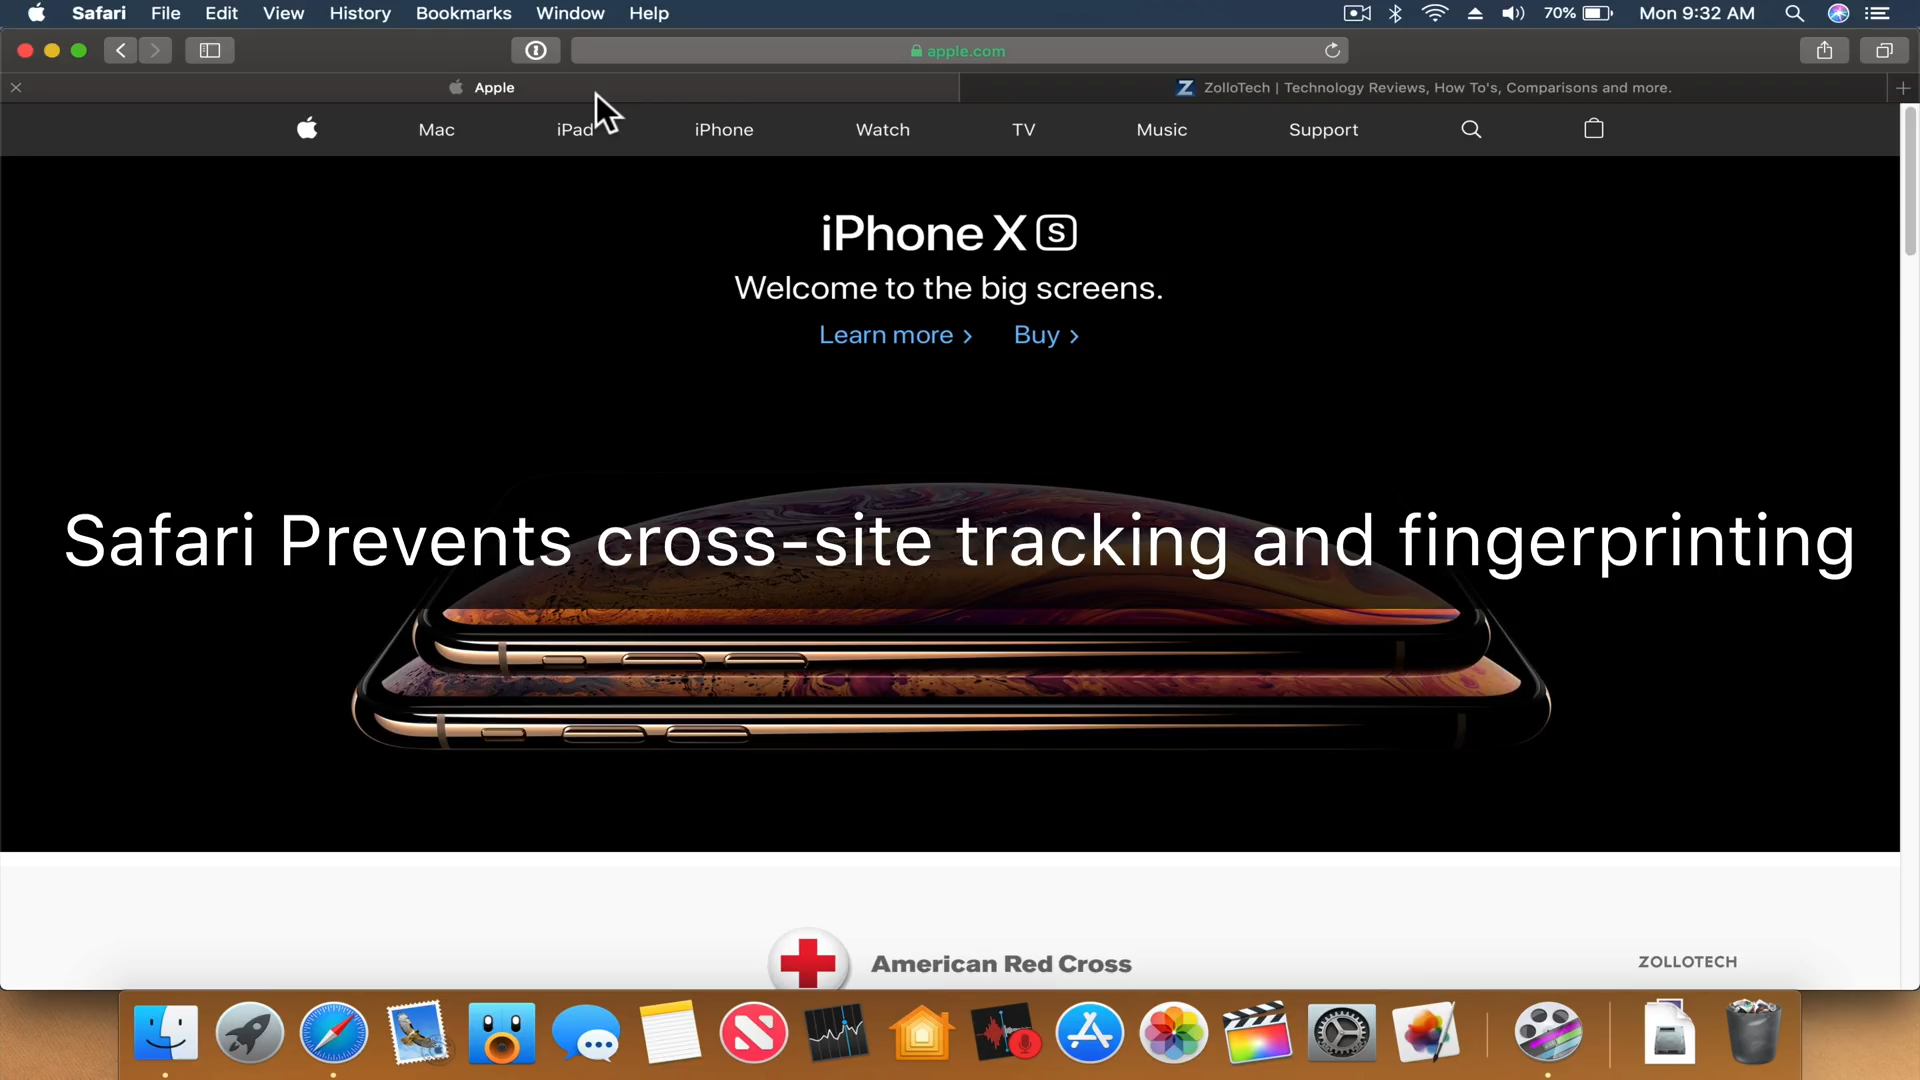 Safari File Edit View History Bookmarks Window Help 70% Mon 9:32 AM
apple.com
Apple
ZolloTech | Technology Reviews, How To's, Comparisons and more.
Mac iPad iPhone Watch TV Music Support
iPhone XS
Welcome to the big screens.
Learn more > Buy >
Safari Prevents cross-site tracking and fingerprinting
American Red Cross
ZOLLOTECH